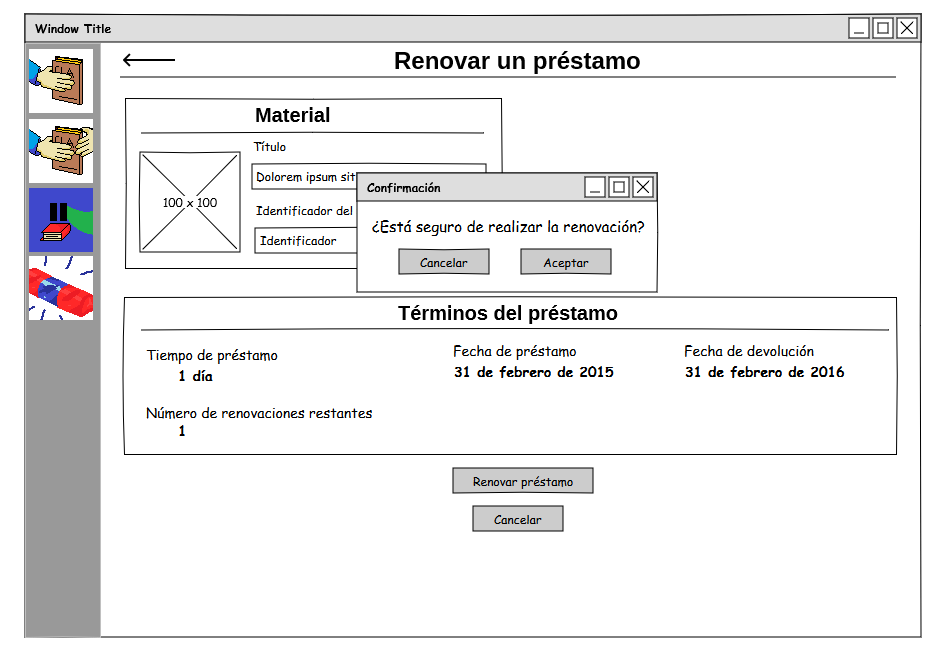 Window Title
Renovar un préstamo
Material
Título
Dolorem ipsum sit
100 x 100
Identificador del
Identificador
Confirmación
¿Está seguro de realizar la renovación?
Cancelar
Aceptar
Términos del préstamo
Tiempo de préstamo
1 día
Fecha de préstamo
31 de febrero de 2015
Fecha de devolución
31 de febrero de 2016
Número de renovaciones restantes
1
Renovar préstamo
Cancelar